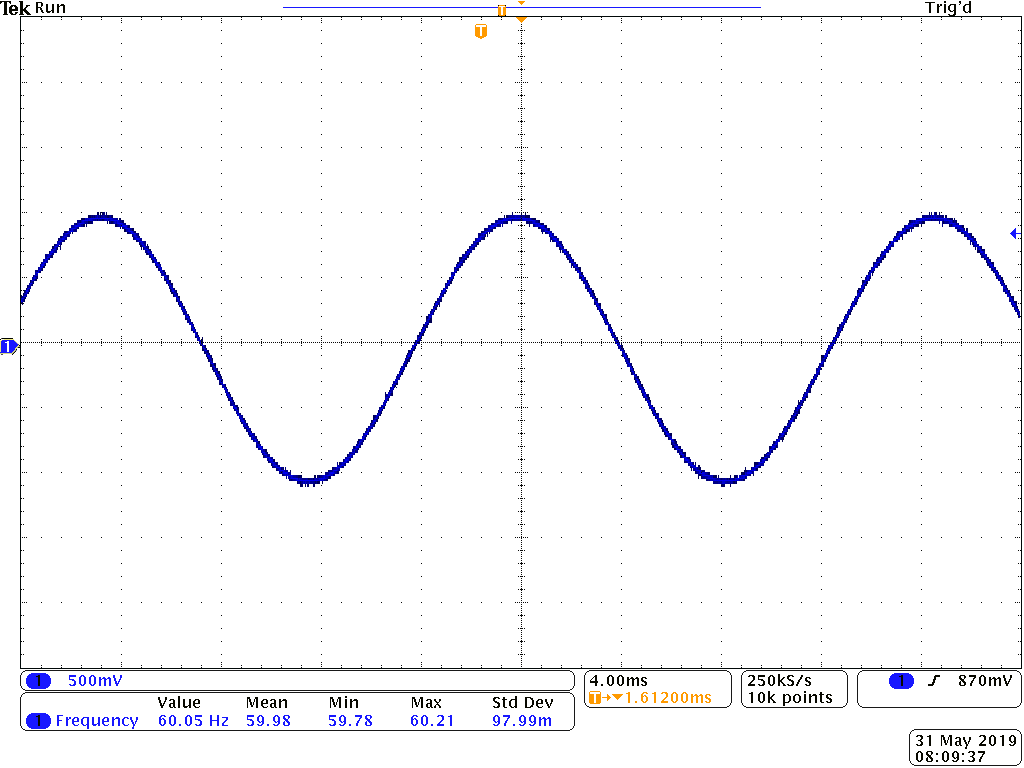 Tek Run Trig'd
T
T
1
1 500mV
4.00ms
T→▼1.61200ms
250kS/s
10k points
1 870mV
Value Mean Min Max Std Dev
1 Frequency 60.05 Hz 59.98 59.78 60.21 97.99m
31 May 2019
08:09:37